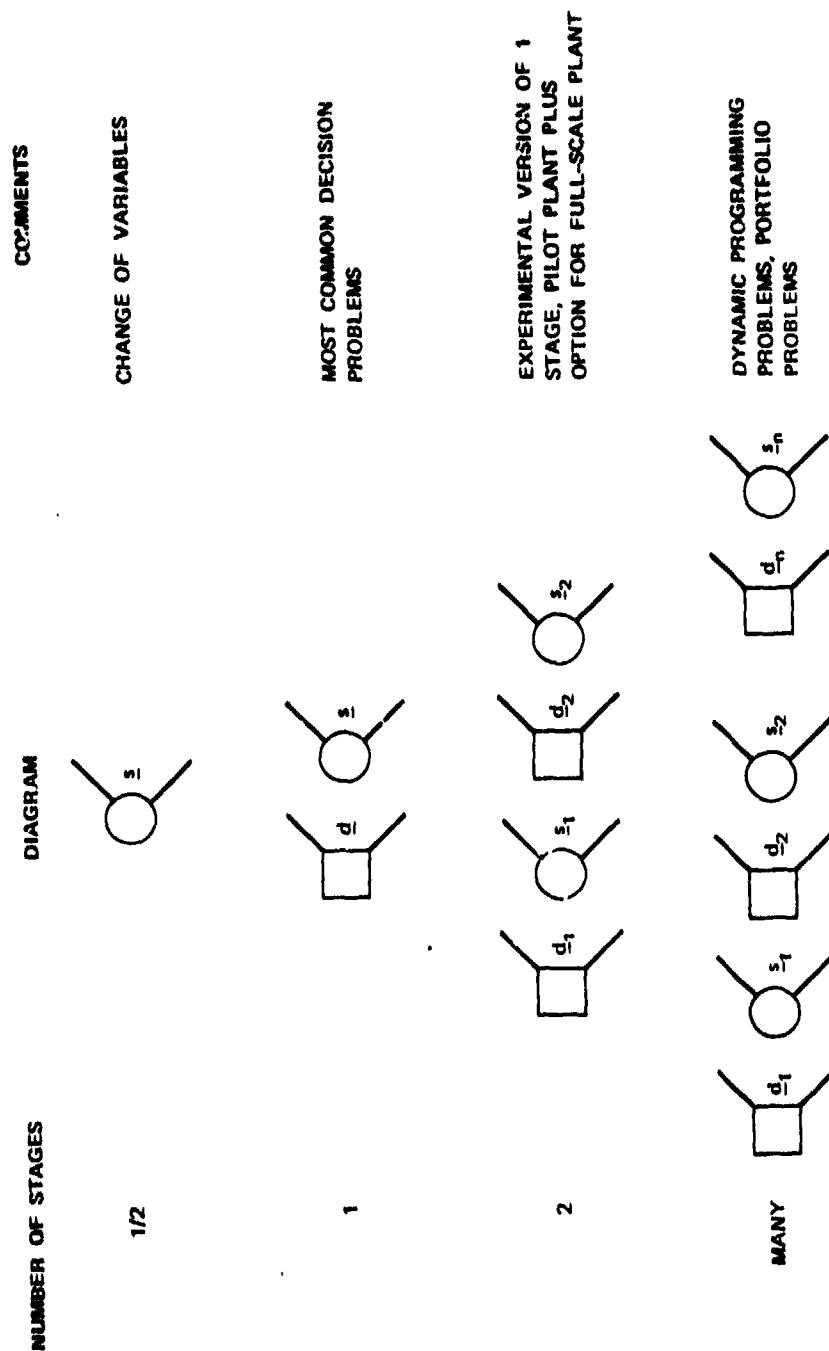 NUMBER OF STAGES DIAGRAM COMMENTS
1/2 s CHANGE OF VARIABLES
1 d s MOST COMMON DECISION
PROBLEMS
2 d1 s1 d2 s2 EXPERIMENTAL VERSION OF 1
STAGE, PILOT PLANT PLUS
OPTION FOR FULL-SCALE PLANT
MANY d1 s1 d2 s2 dn sn DYNAMIC PROGRAMMING
PROBLEMS, PORTFOLIO
PROBLEMS